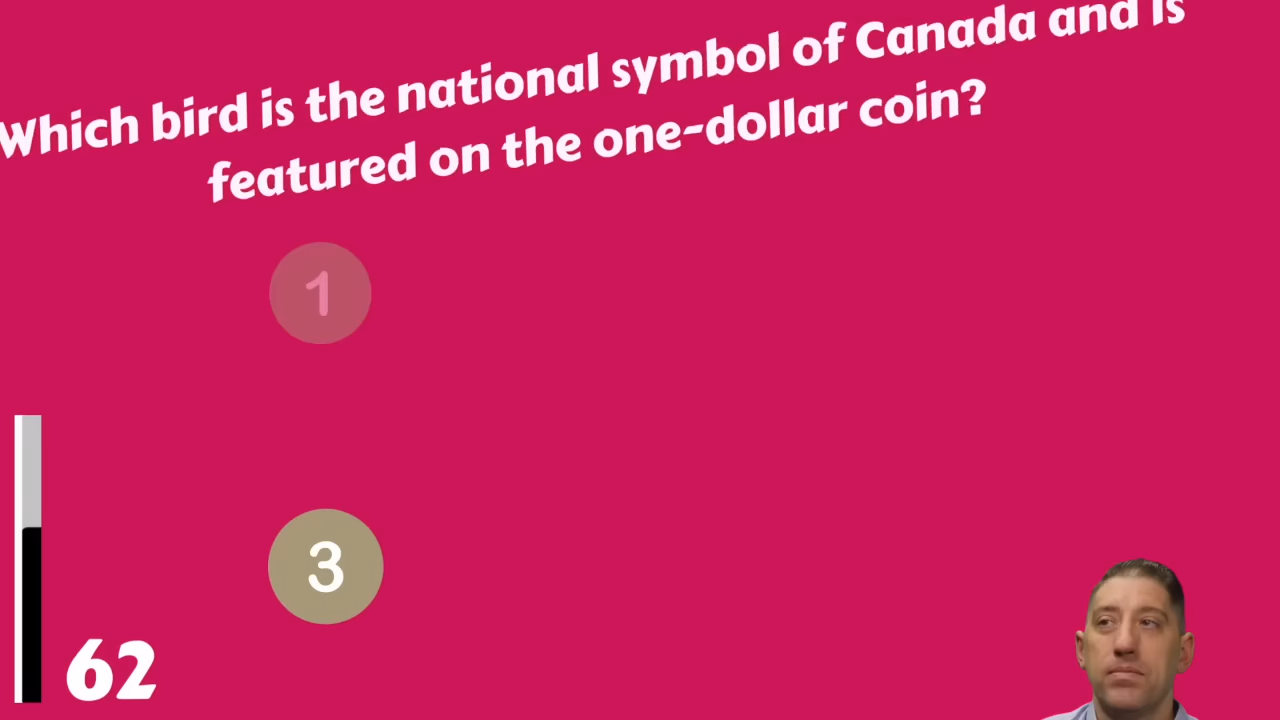 Which bird is the national symbol of Canada and is
featured on the one-dollar coin?
1
3
62